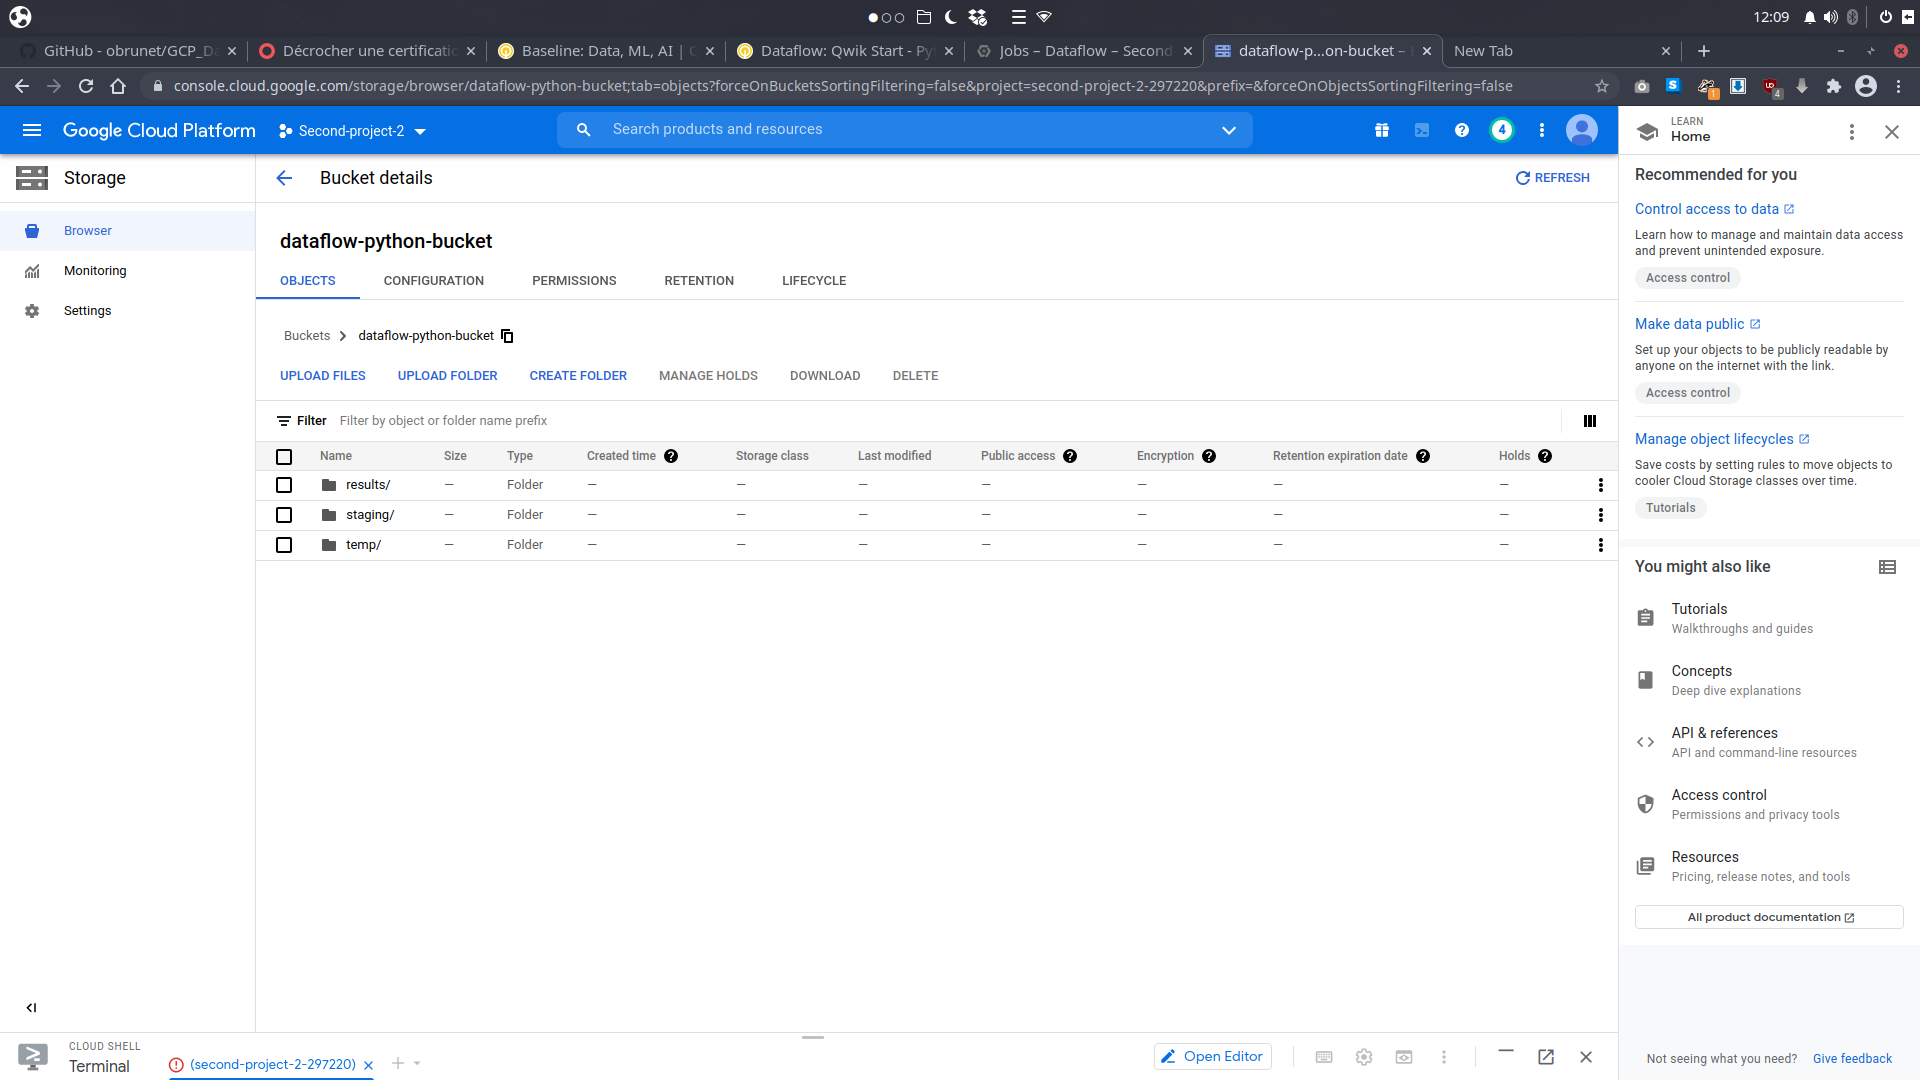 12:09
GitHub - obrunet/GCP_Da
Décrocher une certificatio
Baseline: Data, ML, AI |
Dataflow: Qwik Start - Py
Jobs – Dataflow – Second
dataflow-p...on-bucket –
New Tab
console.cloud.google.com/storage/browser/dataflow-python-bucket;tab=objects?forceOnBucketsSortingFiltering=false&project=second-project-2-297220&prefix=&forceOnObjectsSortingFiltering=false
1
4
Google Cloud Platform
Second-project-2
Search products and resources
4
LEARN
Home
Storage
Bucket details
REFRESH
Browser
Monitoring
Settings
dataflow-python-bucket
OBJECTS CONFIGURATION PERMISSIONS RETENTION LIFECYCLE
Buckets dataflow-python-bucket
UPLOAD FILES UPLOAD FOLDER CREATE FOLDER MANAGE HOLDS DOWNLOAD DELETE
Filter Filter by object or folder name prefix
Name Size Type Created time Storage class Last modified Public access Encryption Retention expiration date Holds
results/ — Folder — — — — — — —
staging/ — Folder — — — — — — —
temp/ — Folder — — — — — — —
Recommended for you
Control access to data
Learn how to manage and maintain data access
and prevent unintended exposure.
Access control
Make data public
Set up your objects to be publicly readable by
anyone on the internet with the link.
Access control
Manage object lifecycles
Save costs by setting rules to move objects to
cooler Cloud Storage classes over time.
Tutorials
You might also like
Tutorials
Walkthroughs and guides
Concepts
Deep dive explanations
API & references
API and command-line resources
Access control
Permissions and privacy tools
Resources
Pricing, release notes, and tools
All product documentation
Not seeing what you need? Give feedback
CLOUD SHELL
Terminal
(second-project-2-297220)
Open Editor